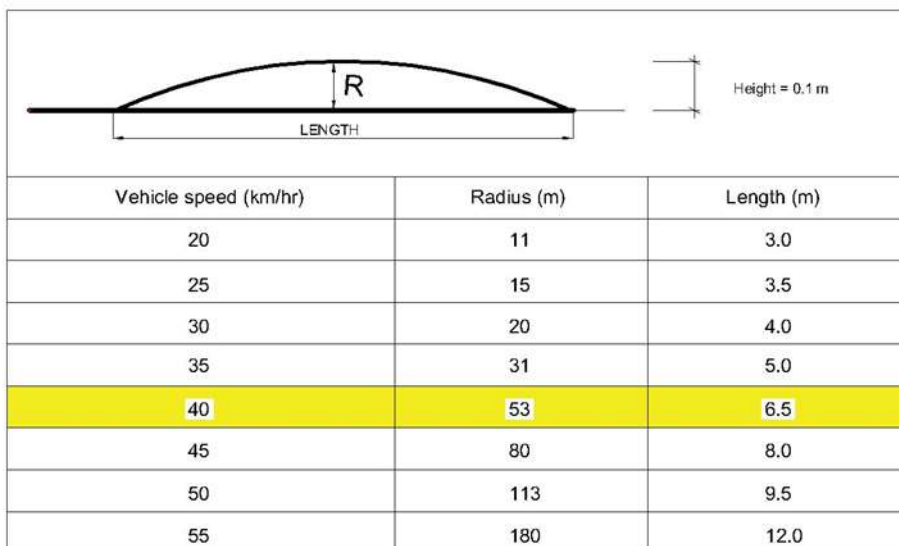 R
Height = 0.1 m
LENGTH
Vehicle speed (km/hr) Radius (m) Length (m)
20 11 3.0
25 15 3.5
30 20 4.0
35 31 5.0
40 53 6.5
45 80 8.0
50 113 9.5
55 180 12.0